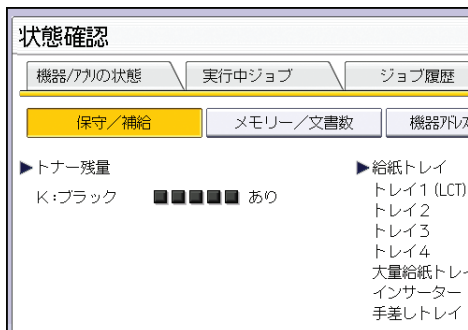 状態確認
機器/アプリの状態
実行中ジョブ
ジョブ履歴
保守／補給
メモリー／文書数
機器アドレス
▶トナー残量
K:ブラック ■■■■■ あり
▶給紙トレイ
トレイ1 (LCT)
トレイ2
トレイ3
トレイ4
大量給紙トレイ
インサーター
手差しトレイ